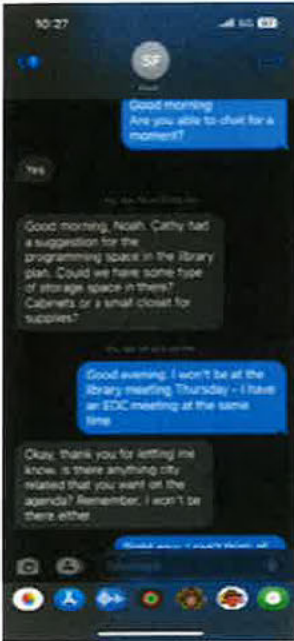 10:27
5G
SF
Good morning
Are you able to chat for a
moment?
Yes
Good morning, Noah. Cathy had
a suggestion for the
programming space in the library
plan. Could we have some type
of storage space in there?
Cabinets or a small closet for
supplies?
Good evening. I won't be at the
library meeting Thursday - I have
an EDC meeting at the same
time.
Okay, thank you for letting me
know. Is there anything city
related that you want on the
agenda? Remember, I won't be
there either.